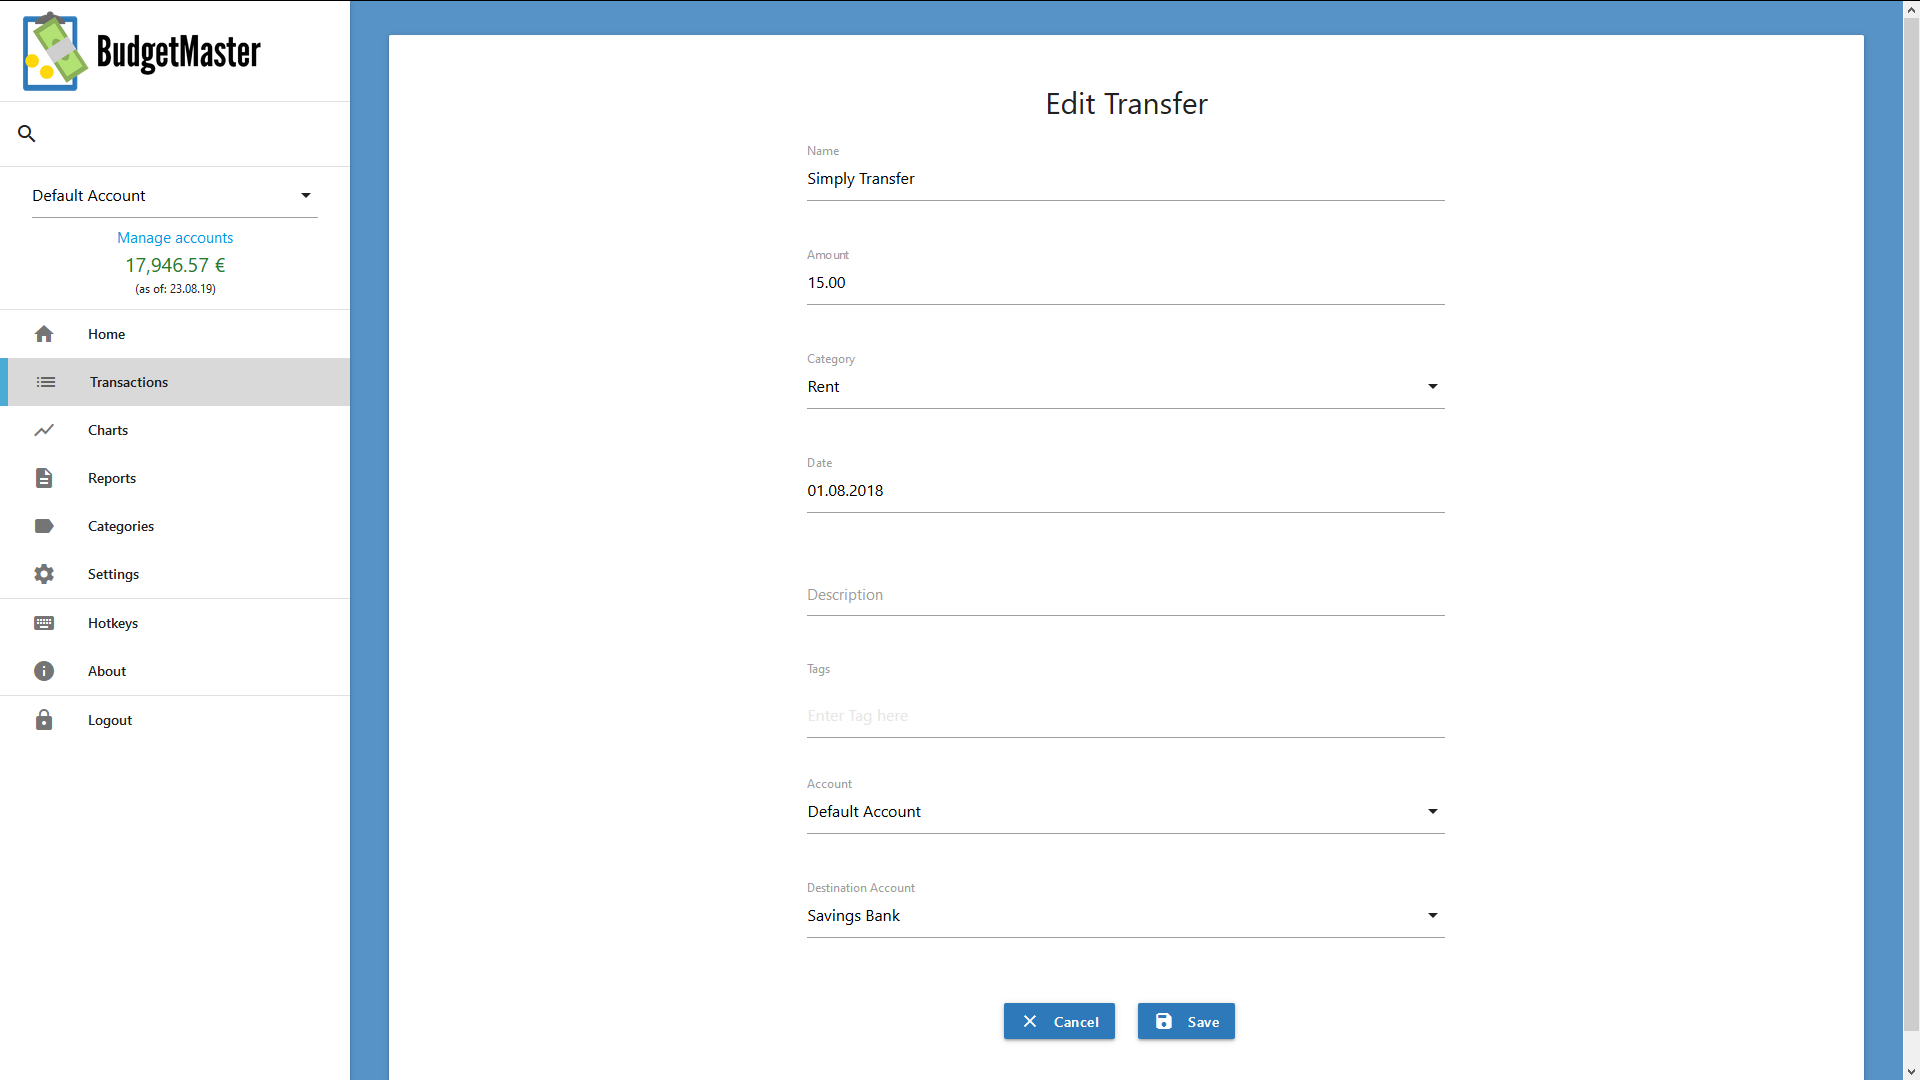 BudgetMaster
Default Account
Manage accounts
17,946.57 €
(as of: 23.08.19)
Home
Transactions
Charts
Reports
Categories
Settings
Hotkeys
About
Logout
Edit Transfer
Name
Simply Transfer
Amount
15.00
Category
Rent
Date
01.08.2018
Description
Tags
Enter Tag here
Account
Default Account
Destination Account
Savings Bank
Cancel
Save